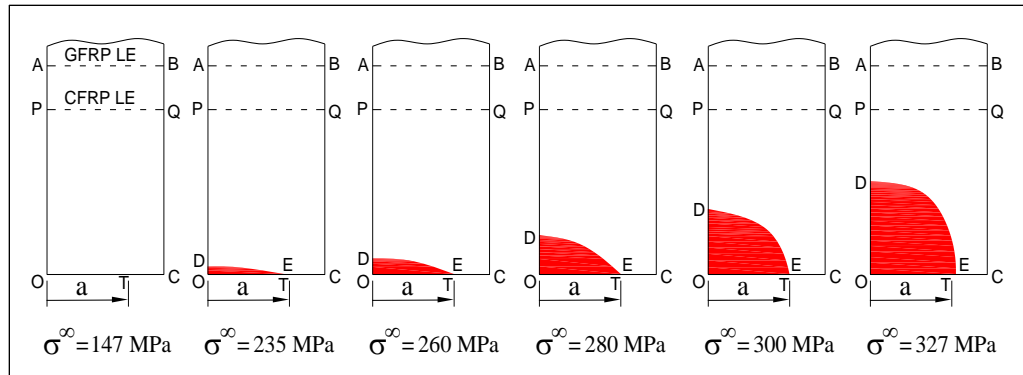 GFRP LE
A B A B A B A B A B A B
CFRP LE
P Q P Q P Q P Q P Q P Q
D D D D D
E E E E E
O T C O T C O T C O T C O T C O T C
a a a a a a
σ∞=147 MPa σ∞=235 MPa σ∞=260 MPa σ∞=280 MPa σ∞=300 MPa σ∞=327 MPa